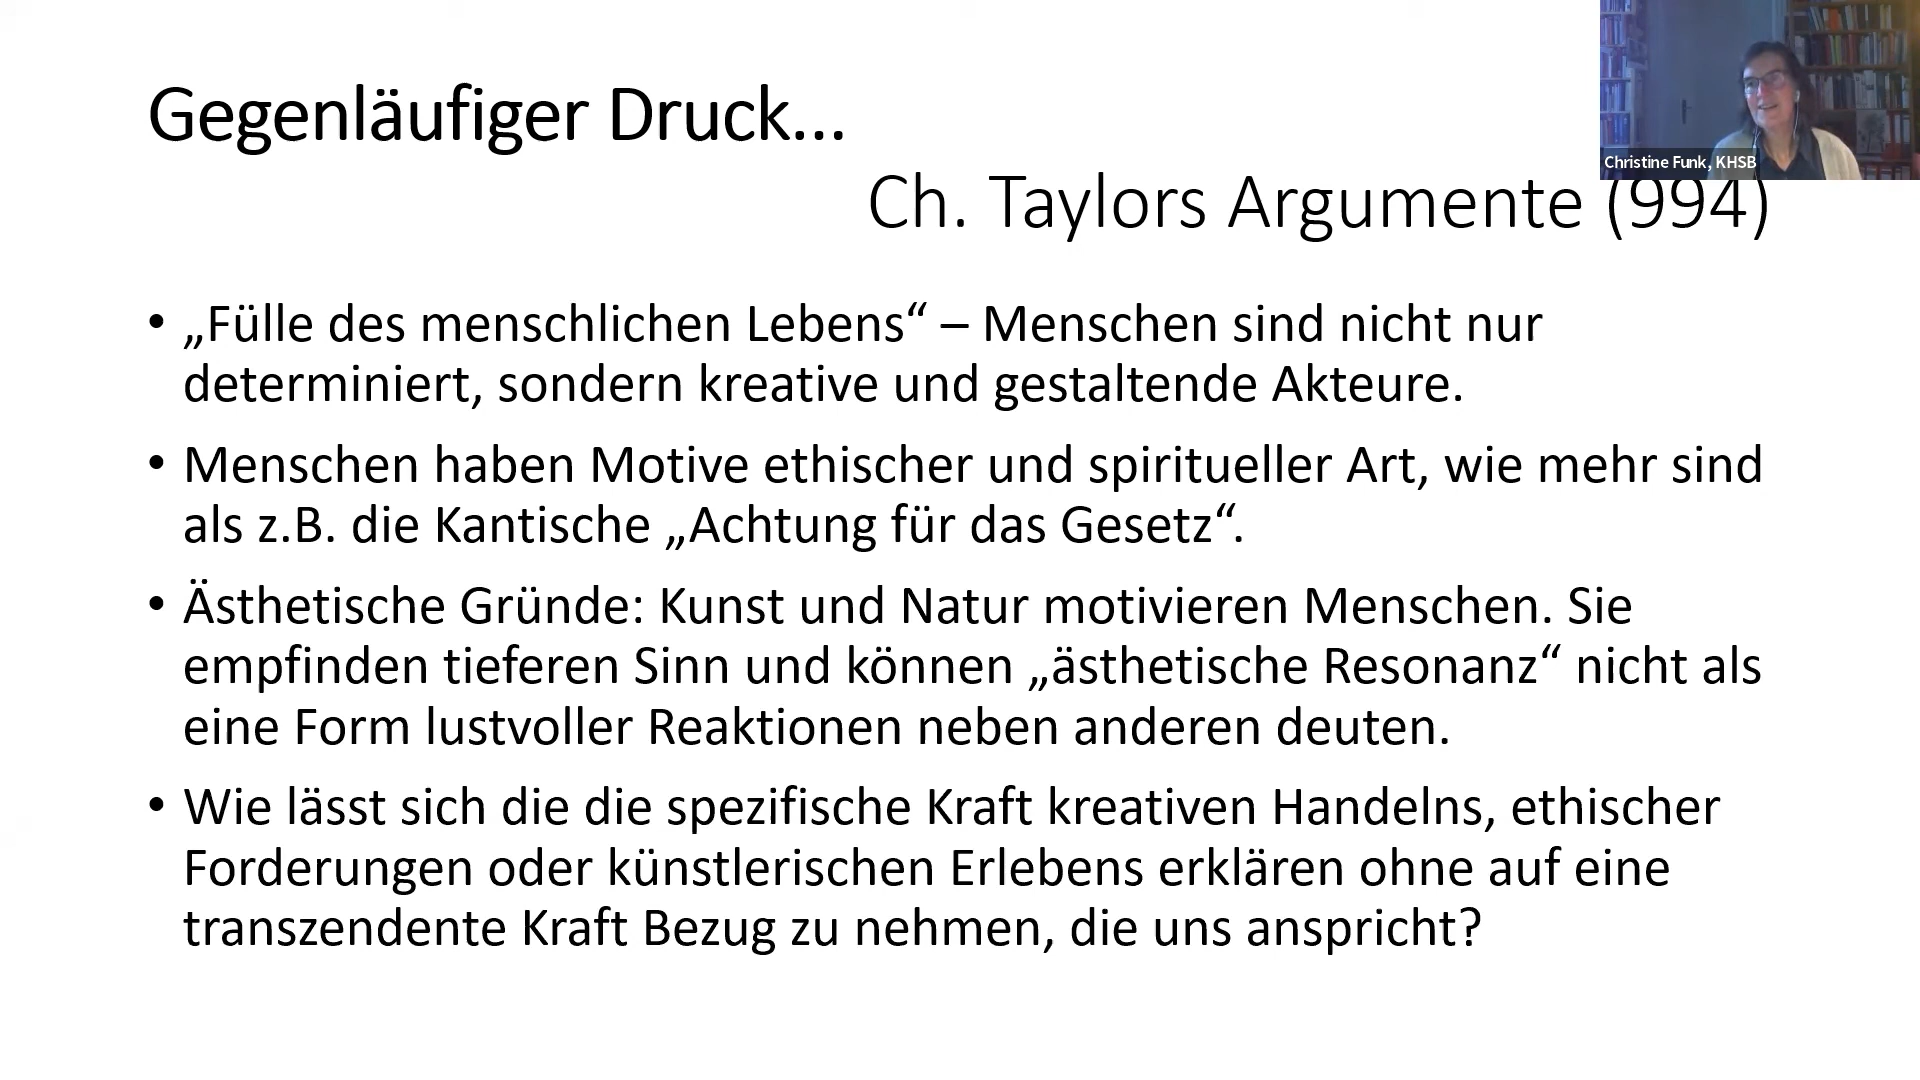 Gegenläufiger Druck...
Christine Funk, KHSB
Ch. Taylors Argumente (994)
• „Fülle des menschlichen Lebens“ – Menschen sind nicht nur
determiniert, sondern kreative und gestaltende Akteure.
• Menschen haben Motive ethischer und spiritueller Art, wie mehr sind
als z.B. die Kantische „Achtung für das Gesetz“.
• Ästhetische Gründe: Kunst und Natur motivieren Menschen. Sie
empfinden tieferen Sinn und können „ästhetische Resonanz“ nicht als
eine Form lustvoller Reaktionen neben anderen deuten.
• Wie lässt sich die die spezifische Kraft kreativen Handelns, ethischer
Forderungen oder künstlerischen Erlebens erklären ohne auf eine
transzendente Kraft Bezug zu nehmen, die uns anspricht?